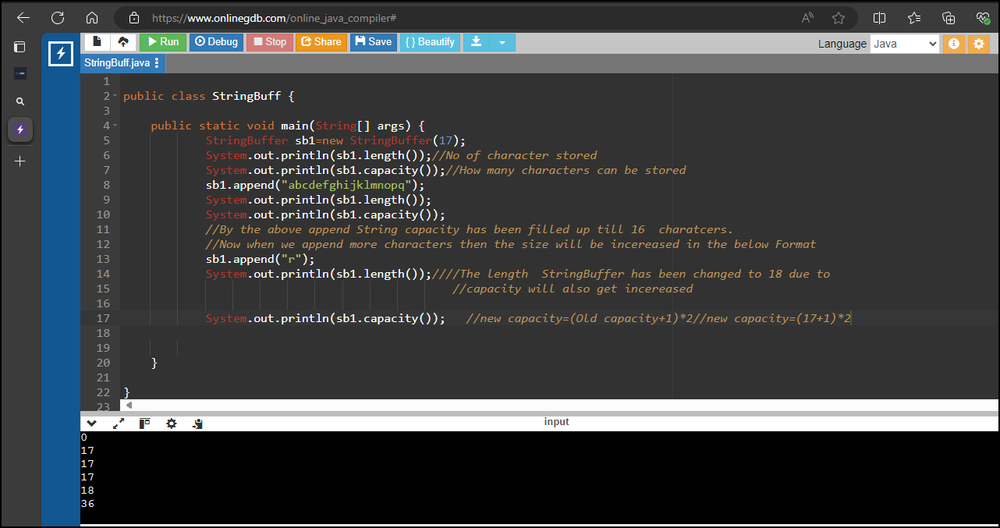 https://www.onlinegdb.com/online_java_compiler#
Run Debug Stop Share Save { } Beautify Language Java
StringBuff.java
1
2 public class StringBuff {
3
4 public static void main(String[] args) {
5 StringBuffer sb1=new StringBuffer(17);
6 System.out.println(sb1.length());//No of character stored
7 System.out.println(sb1.capacity());//How many characters can be stored
8 sb1.append("abcdefghijklmnopq");
9 System.out.println(sb1.length());
10 System.out.println(sb1.capacity());
11 //By the above append String capacity has been filled up till 16  charatcers.
12 //Now when we append more characters then the size will be incereased in the below Format
13 sb1.append("r");
14 System.out.println(sb1.length());////The length  StringBuffer has been changed to 18 due to
15 //capacity will also get incereased
16
17 System.out.println(sb1.capacity());   //new capacity=(Old capacity+1)*2//new capacity=(17+1)*2
18
19
20 }
21
22 }
23
input
0
17
17
17
18
36